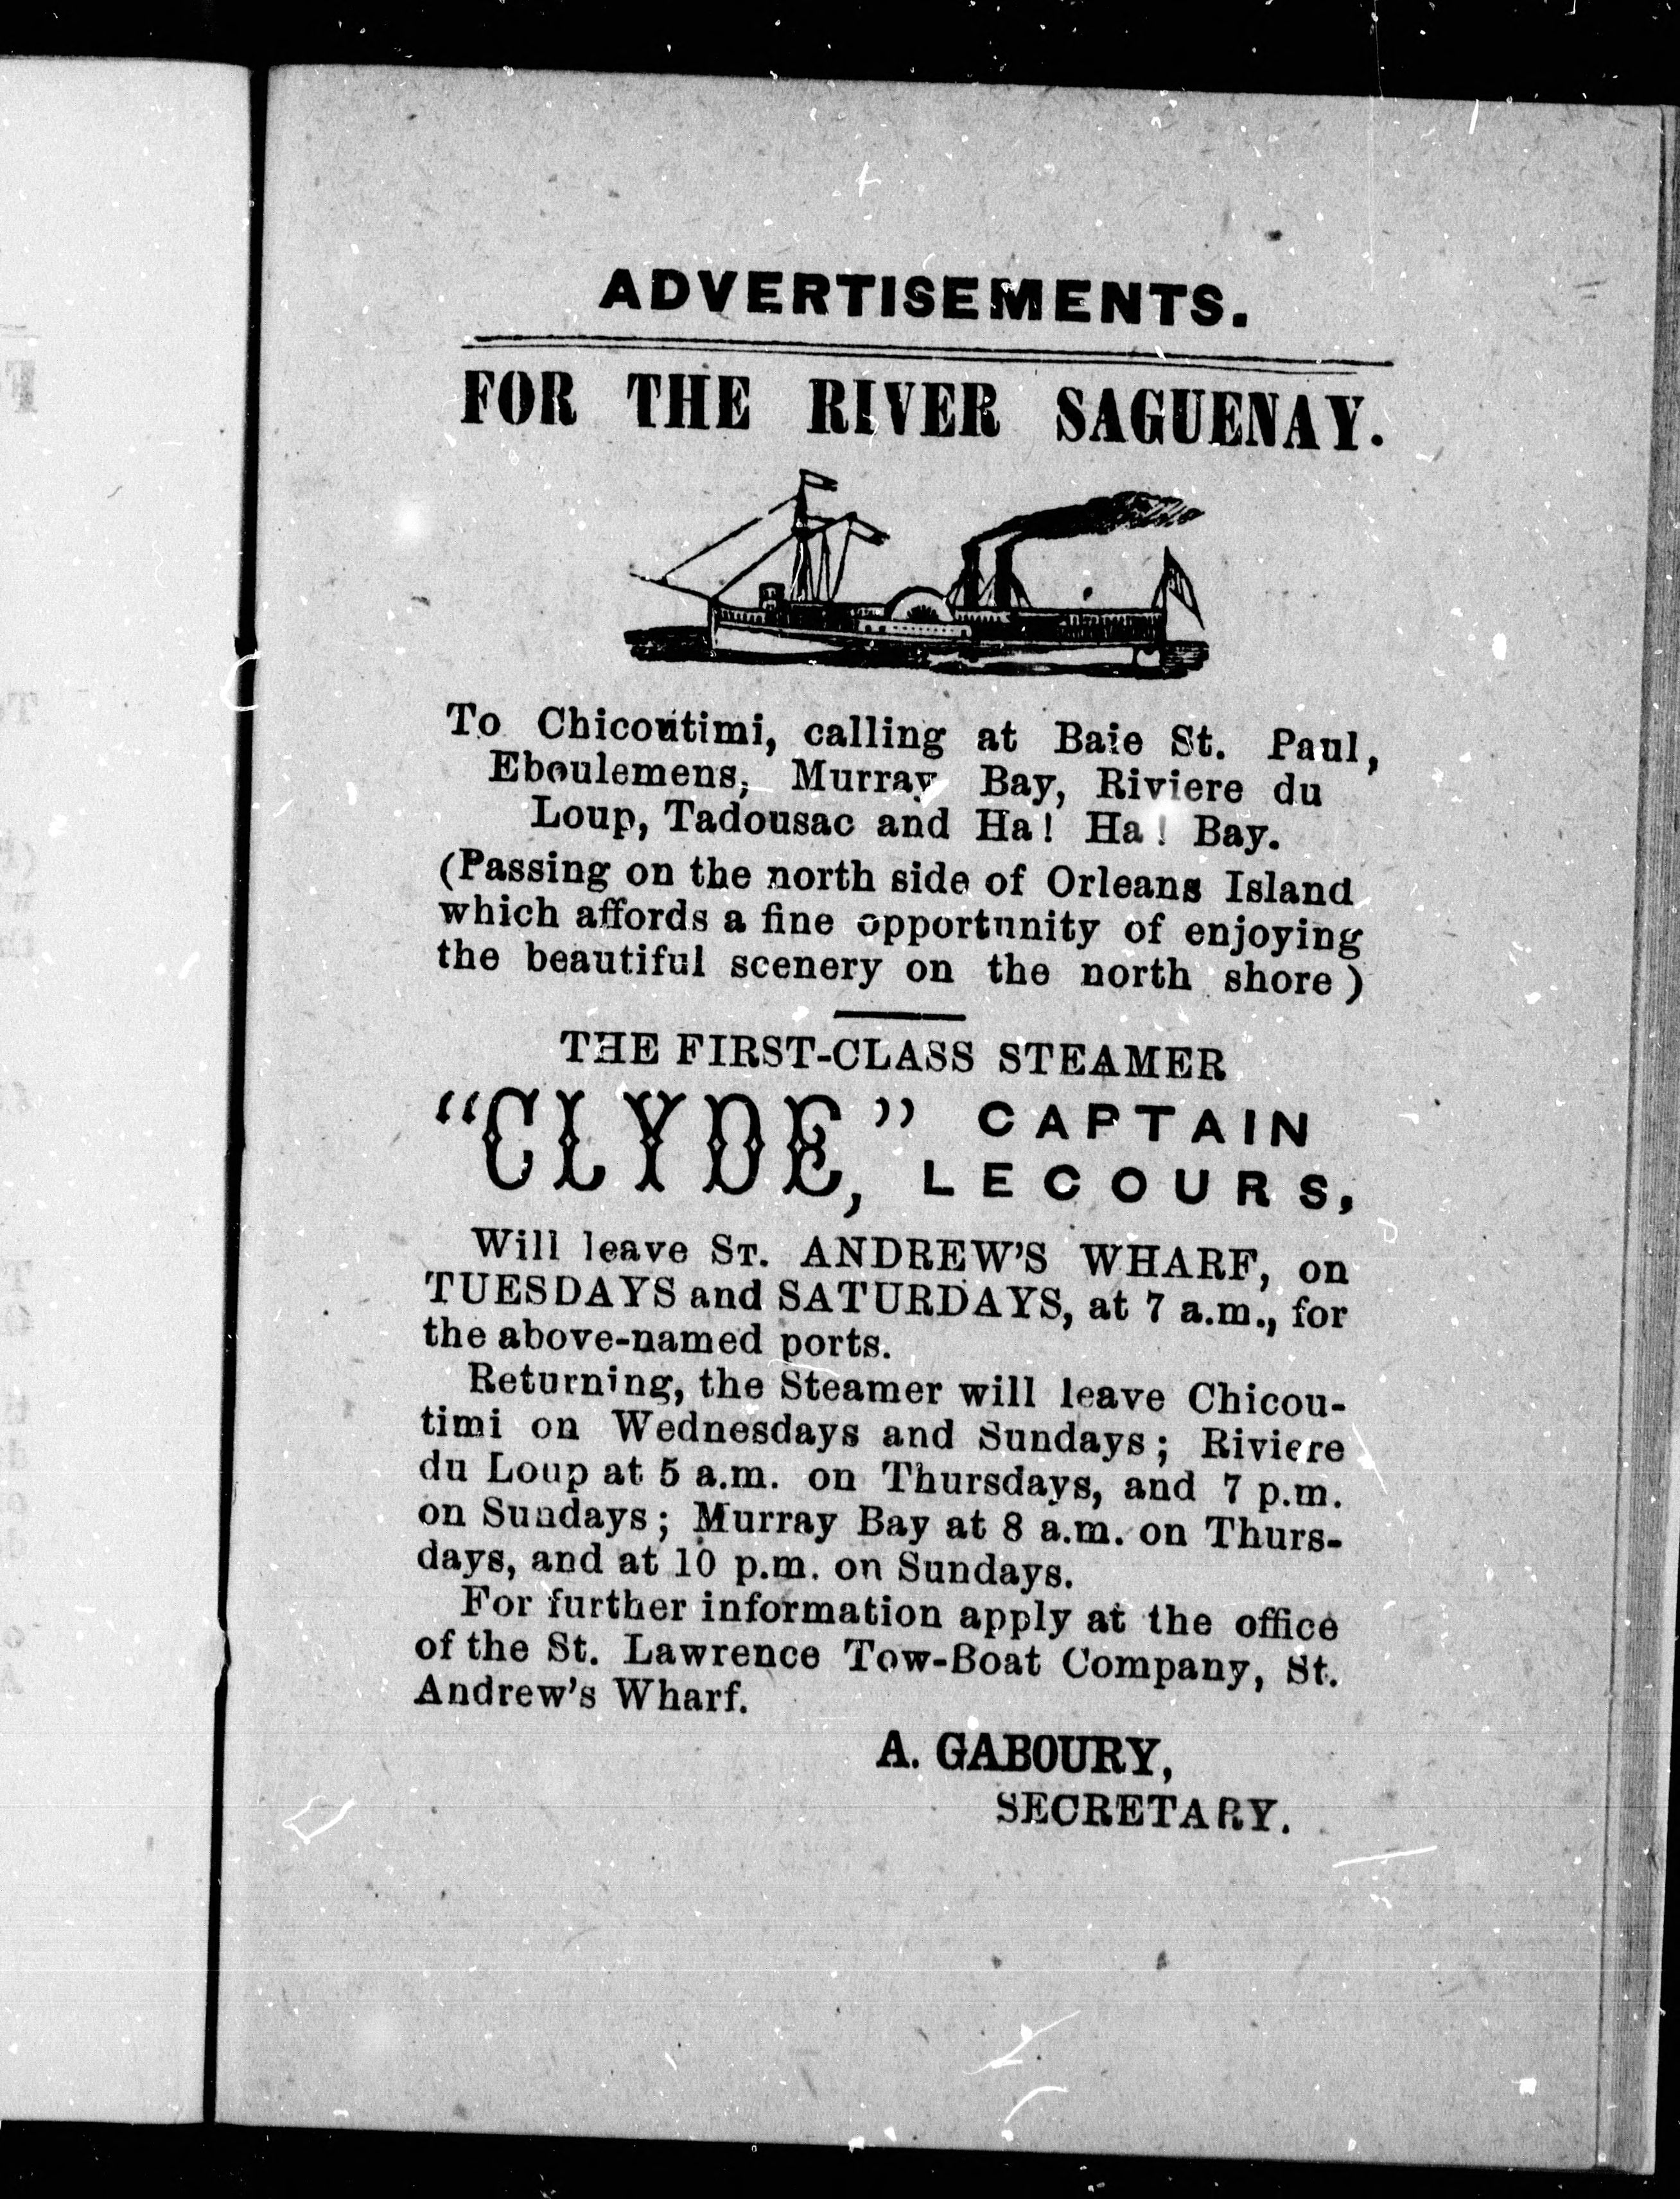 ADVERTISEMENTS.
FOR THE RIVER SAGUENAY.
To Chicoutimi, calling at Baie St. Paul,
Eboulemens, Murray Bay, Riviere du
Loup, Tadousac and Ha! Ha! Bay.
(Passing on the north side of Orleans Island
which affords a fine opportunity of enjoying
the beautiful scenery on the north shore)
THE FIRST-CLASS STEAMER
"CLYDE," CAPTAIN
LECOURS,
Will leave ST. ANDREW'S WHARF, on
TUESDAYS and SATURDAYS, at 7 a.m., for
the above-named ports.
Returning, the Steamer will leave Chicou-
timi on Wednesdays and Sundays; Riviere
du Loup at 5 a.m. on Thursdays, and 7 p.m.
on Sundays; Murray Bay at 8 a.m. on Thurs-
days, and at 10 p.m. on Sundays.
For further information apply at the office
of the St. Lawrence Tow-Boat Company, St.
Andrew's Wharf.
A. GABOURY,
SECRETARY.